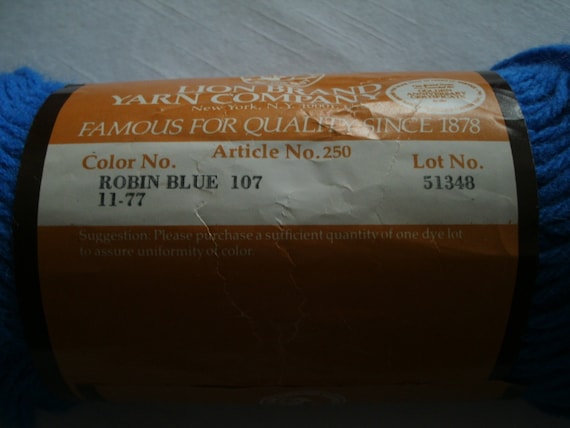 LION BRAND
YARN COMPANY
New York, N.Y.
FAMOUS FOR QUALITY SINCE 1878
Color No. Article No. 250 Lot No.
ROBIN BLUE 107 51348
11-77
Suggestion. Please purchase a sufficient quantity of one dye lot
to assure uniformity of color.